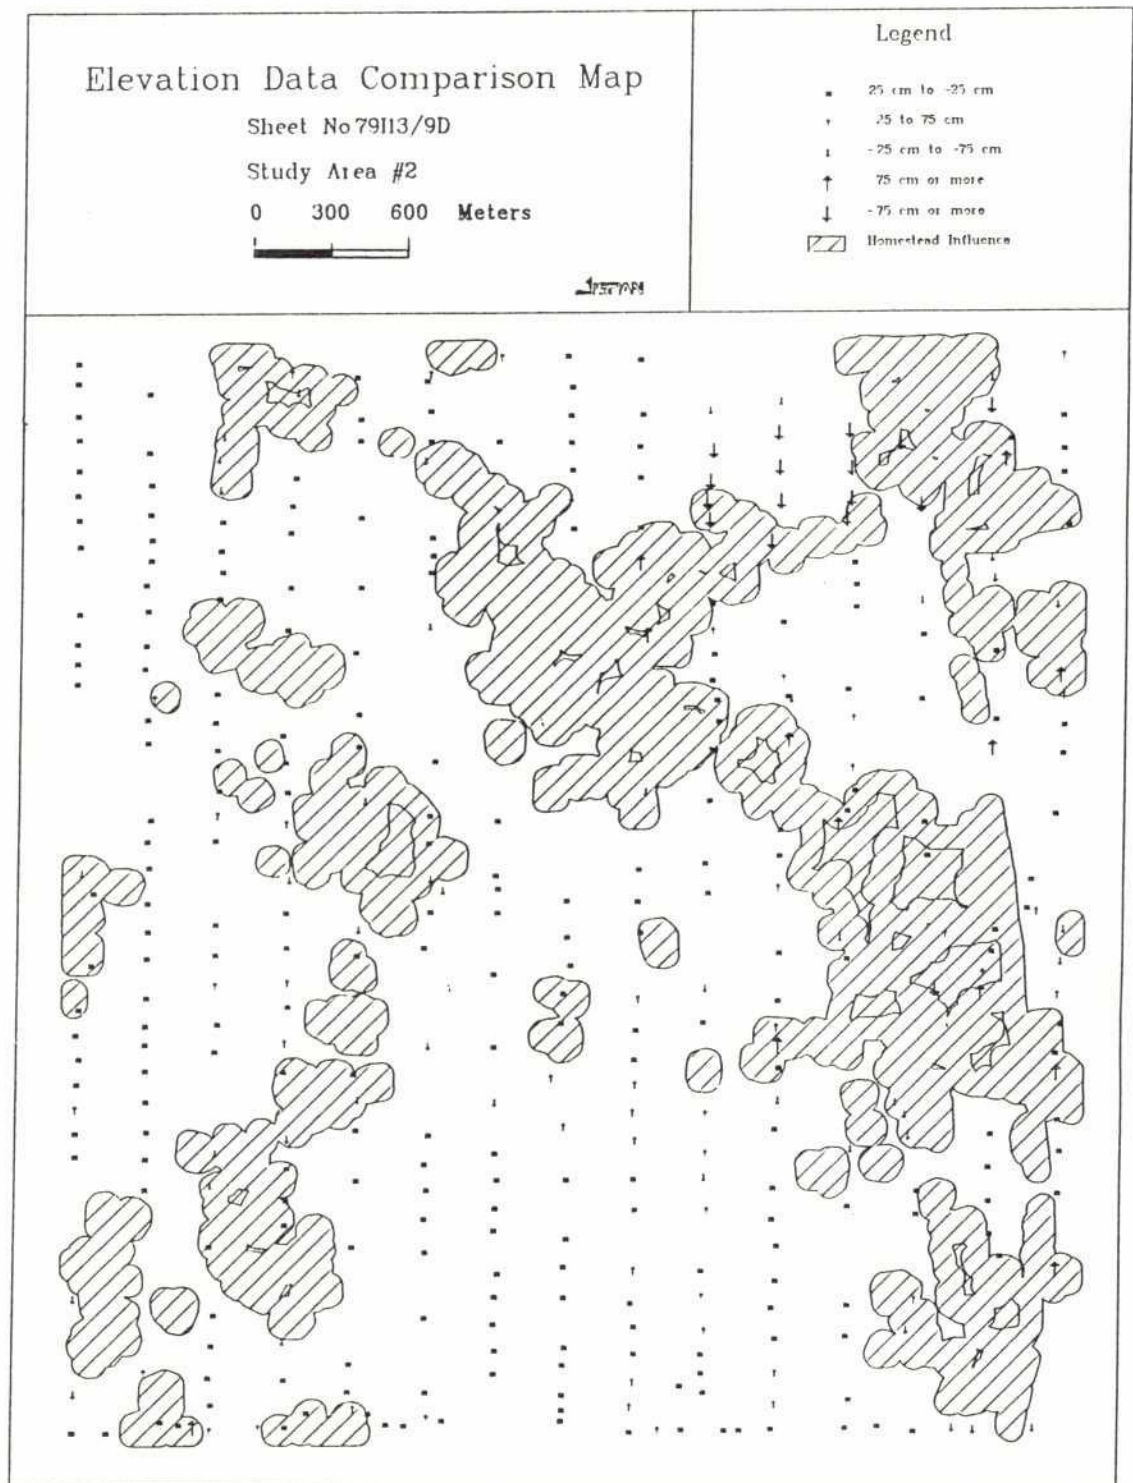 Elevation Data Comparison Map
Sheet No 79I13/9D
Study Area #2
0 300 600 Meters
Legend
25 cm to -25 cm
25 to 75 cm
-25 cm to -75 cm
75 cm or more
-75 cm or more
Homestead Influence